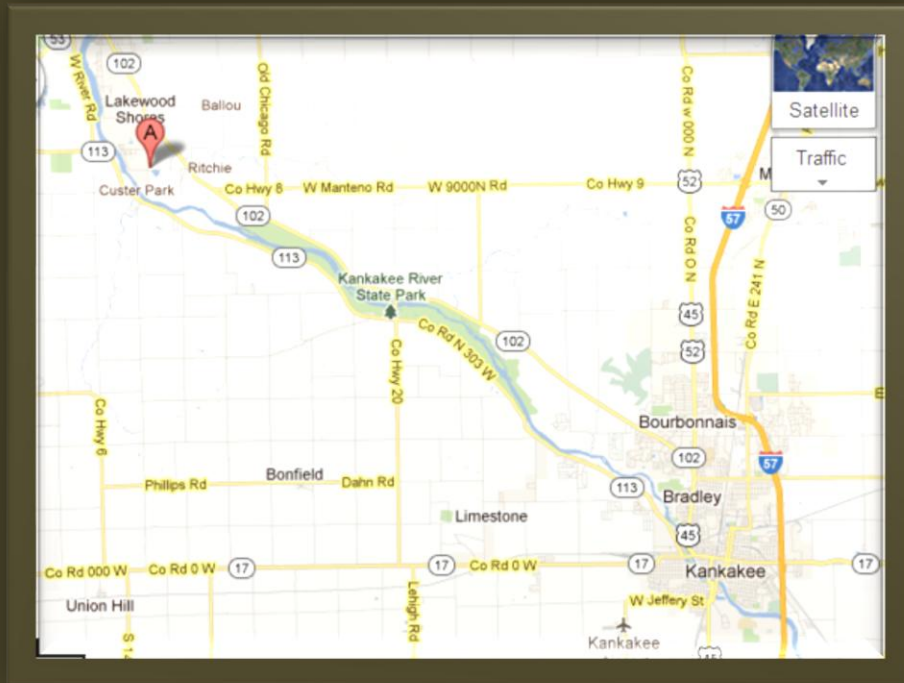 53
102
W River Rd
Lakewood
Shores
A
Ballou
Old Chicago Rd
Co Rd w 000 N
Satellite
Traffic
113
Ritchie
Custer Park
Co Hwy 8
W Manteno Rd
W 9000N Rd
Co Hwy 9
52
M
50
57
102
113
Co Rd O N
Co Rd E 241 N
Kankakee River
State Park
45
52
102
Co Rd N 303 W
Co Hwy 20
Co Hwy 6
Bourbonnais
102
57
Phillips Rd
Bonfield
Dahn Rd
113
Bradley
Limestone
45
Co Rd 000 W
Co Rd 0 W
17
17
Co Rd 0 W
17
Kankakee
17
Union Hill
Lehigh Rd
W Jeffery St
Kankakee
45